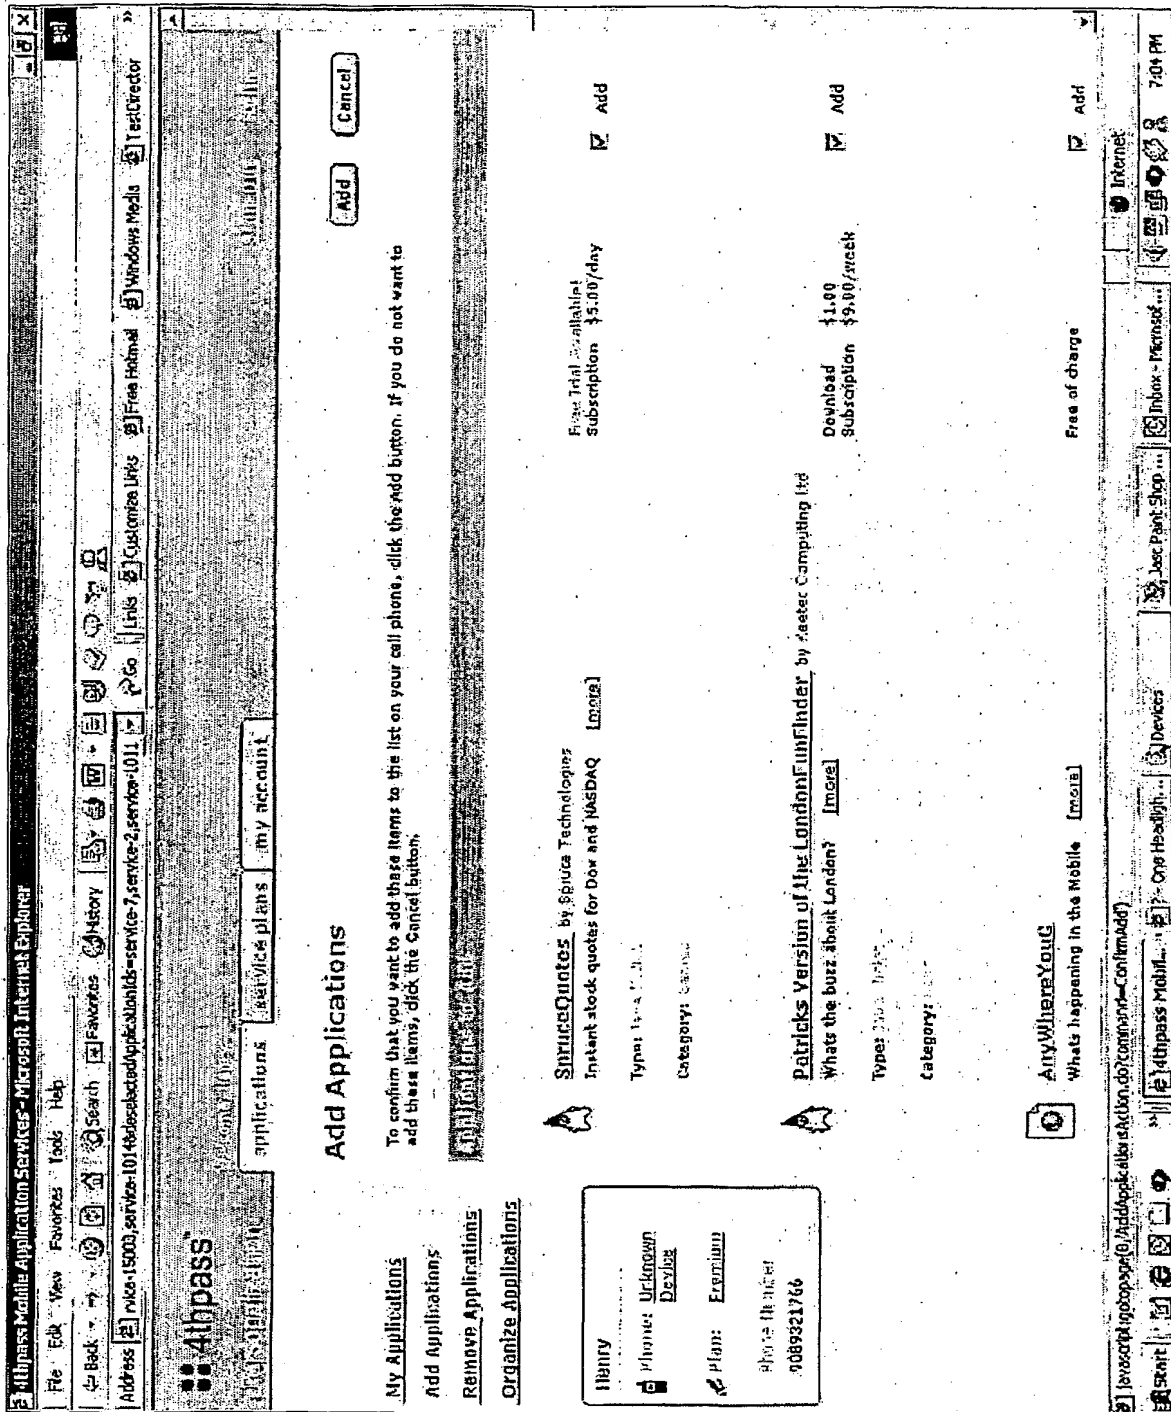 4thpass Mobile Application Services - Microsoft Internet Explorer
File Edit View Favorites Tools Help
Back Search Favorites History
Address rvice-15003,service-1014&deselectedApplicationIds=service-7,service-2,service-1011 Go Links Customize Links Free Hotmail Windows Media TestDirector
4thpass™
applications service plans my account
My Applications
Add Applications
Remove Applications
Organize Applications
Henry
Phone: Unknown Device
Plan: Premium
Phone Number
9089321766
Add Applications
Add Cancel
To confirm that you want to add these items to the list on your cell phone, click the Add button. If you do not want to
add these items, click the Cancel button.
SpruceQuotes by Spruce Technologies
Instant stock quotes for Dow and NASDAQ [more]
Free Trial Available!
Subscription $5.00/day
Add
Type:
Category:
Patricks Version of the LondonFunFinder by Keetec Computing Ltd
Whats the buzz about London? [more]
Download $1.00
Subscription $9.00/week
Add
Type:
Category:
AnyWhereYouG
Whats happening in the Mobile [more]
Free of charge
Add
javascript:gotopage('/AddApplicationsAction.do?command=ConfirmAdd')
Internet
Start 4thpass Mobil... One Headligh... Devices Jasc Paint Shop ... Inbox - Microsof... 7:04 PM